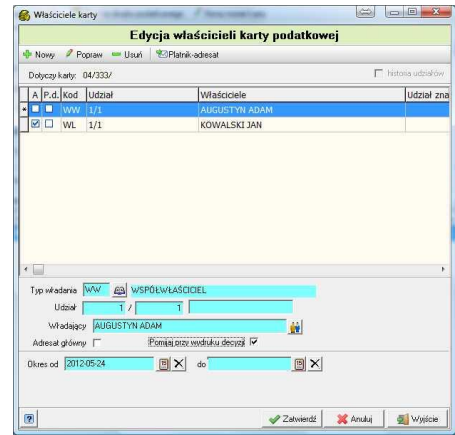 Właściciele karty
Edycja właścicieli karty podatkowej
Nowy Popraw Usuń Płatnik-adresat
Dotyczy karty: 04/333/ historia udziałów
A P.d. Kod Udział Właściciele Udział zna
WW 1/1 AUGUSTYN ADAM
WL 1/1 KOWALSKI JAN
Typ władania WW WSPÓŁWŁAŚCICIEL
Udział 1 / 1
Władający AUGUSTYN ADAM
Adresat główny Pomijaj przy wydruku decyzji
Okres od 2012-05-24 do
Zatwierdź Anuluj Wyjście